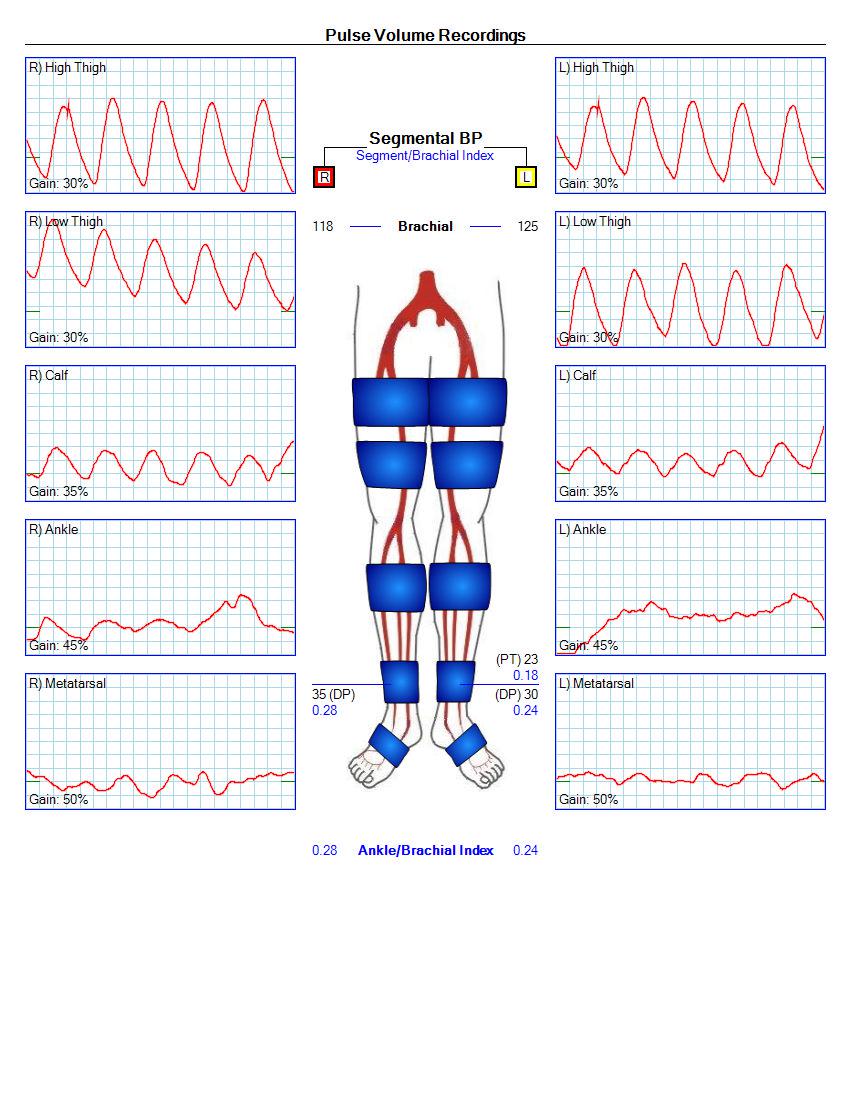 Pulse Volume Recordings
R) High Thigh
Gain: 30%
L) High Thigh
Gain: 30%
Segmental BP
Segment/Brachial Index
R
L
118 Brachial 125
R) Low Thigh
Gain: 30%
L) Low Thigh
Gain: 30%
R) Calf
Gain: 35%
L) Calf
Gain: 35%
R) Ankle
Gain: 45%
L) Ankle
Gain: 45%
(PT) 23
0.18
35 (DP)
0.28
(DP) 30
0.24
R) Metatarsal
Gain: 50%
L) Metatarsal
Gain: 50%
0.28 Ankle/Brachial Index 0.24